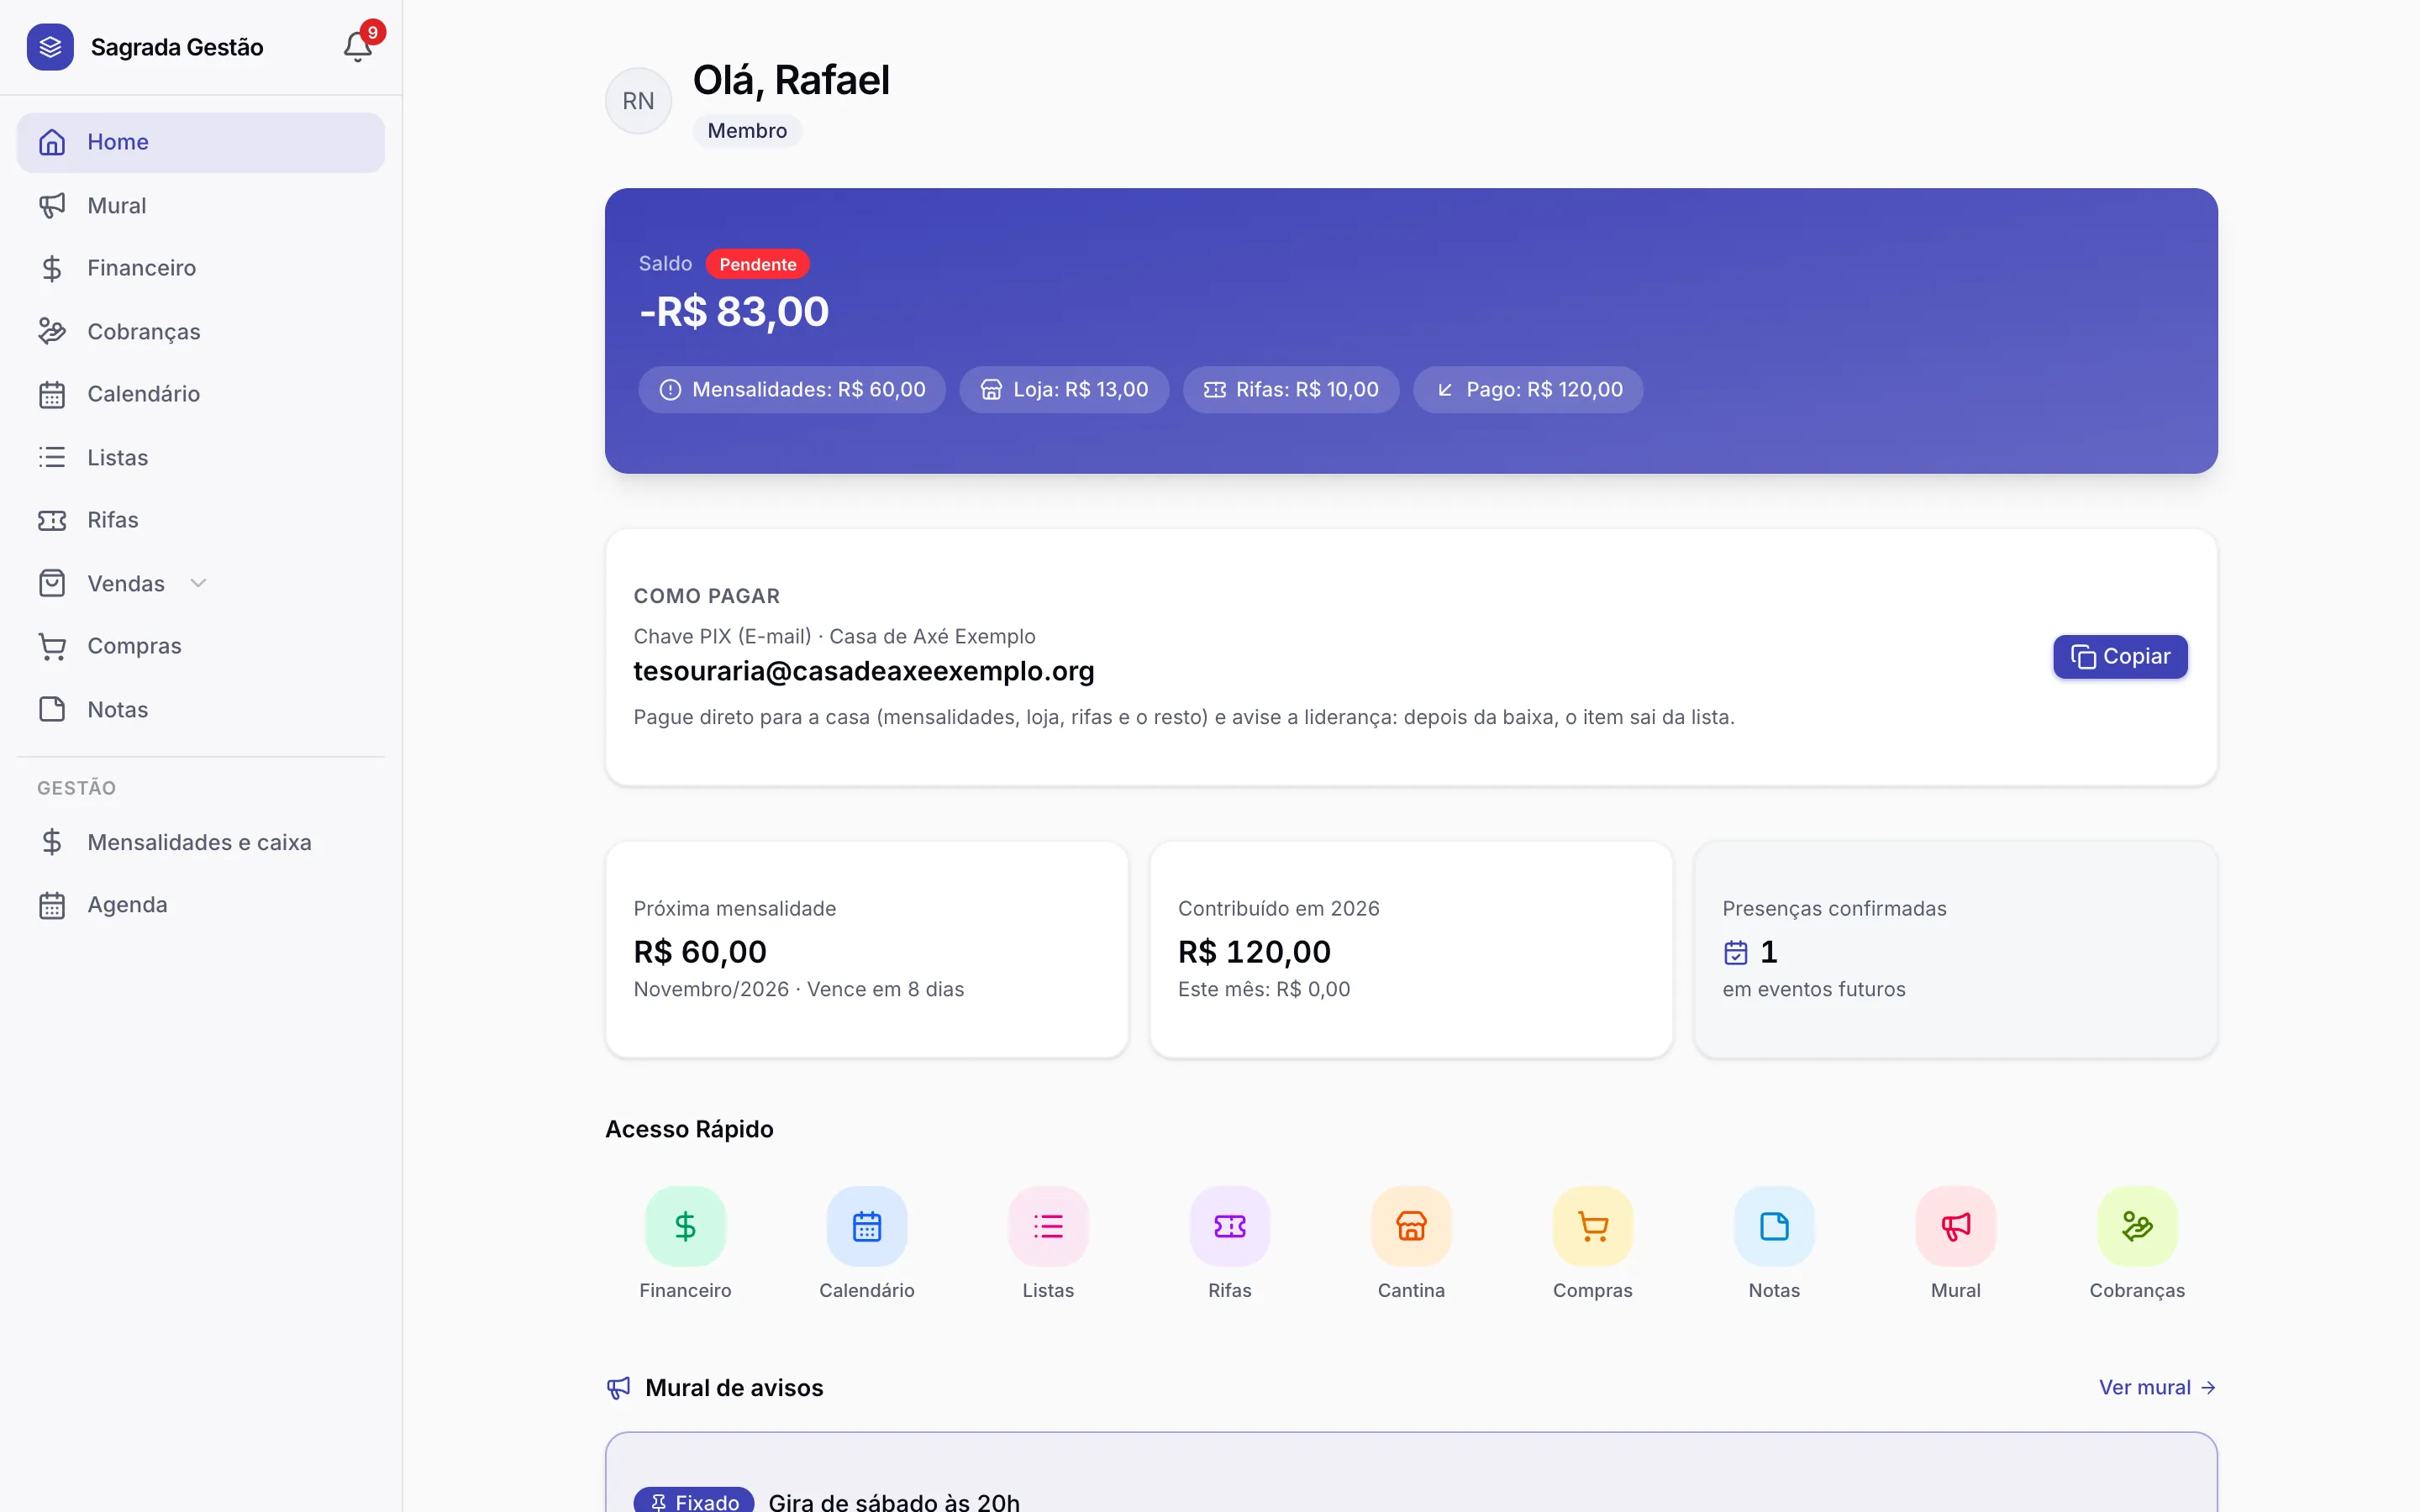 Sagrada Gestão
9
Home
Mural
Financeiro
Cobranças
Calendário
Listas
Rifas
Vendas
Compras
Notas
GESTÃO
Mensalidades e caixa
Agenda
RN
Olá, Rafael
Membro
Saldo Pendente
-R$ 83,00
Mensalidades: R$ 60,00 Loja: R$ 13,00 Rifas: R$ 10,00 Pago: R$ 120,00
COMO PAGAR
Chave PIX (E-mail) · Casa de Axé Exemplo
tesouraria@casadeaxeexemplo.org
Copiar
Pague direto para a casa (mensalidades, loja, rifas e o resto) e avise a liderança: depois da baixa, o item sai da lista.
Próxima mensalidade
R$ 60,00
Novembro/2026 · Vence em 8 dias
Contribuído em 2026
R$ 120,00
Este mês: R$ 0,00
Presenças confirmadas
1
em eventos futuros
Acesso Rápido
Financeiro Calendário Listas Rifas Cantina Compras Notas Mural Cobranças
Mural de avisos
Ver mural →
Fixado Gira de sábado às 20h